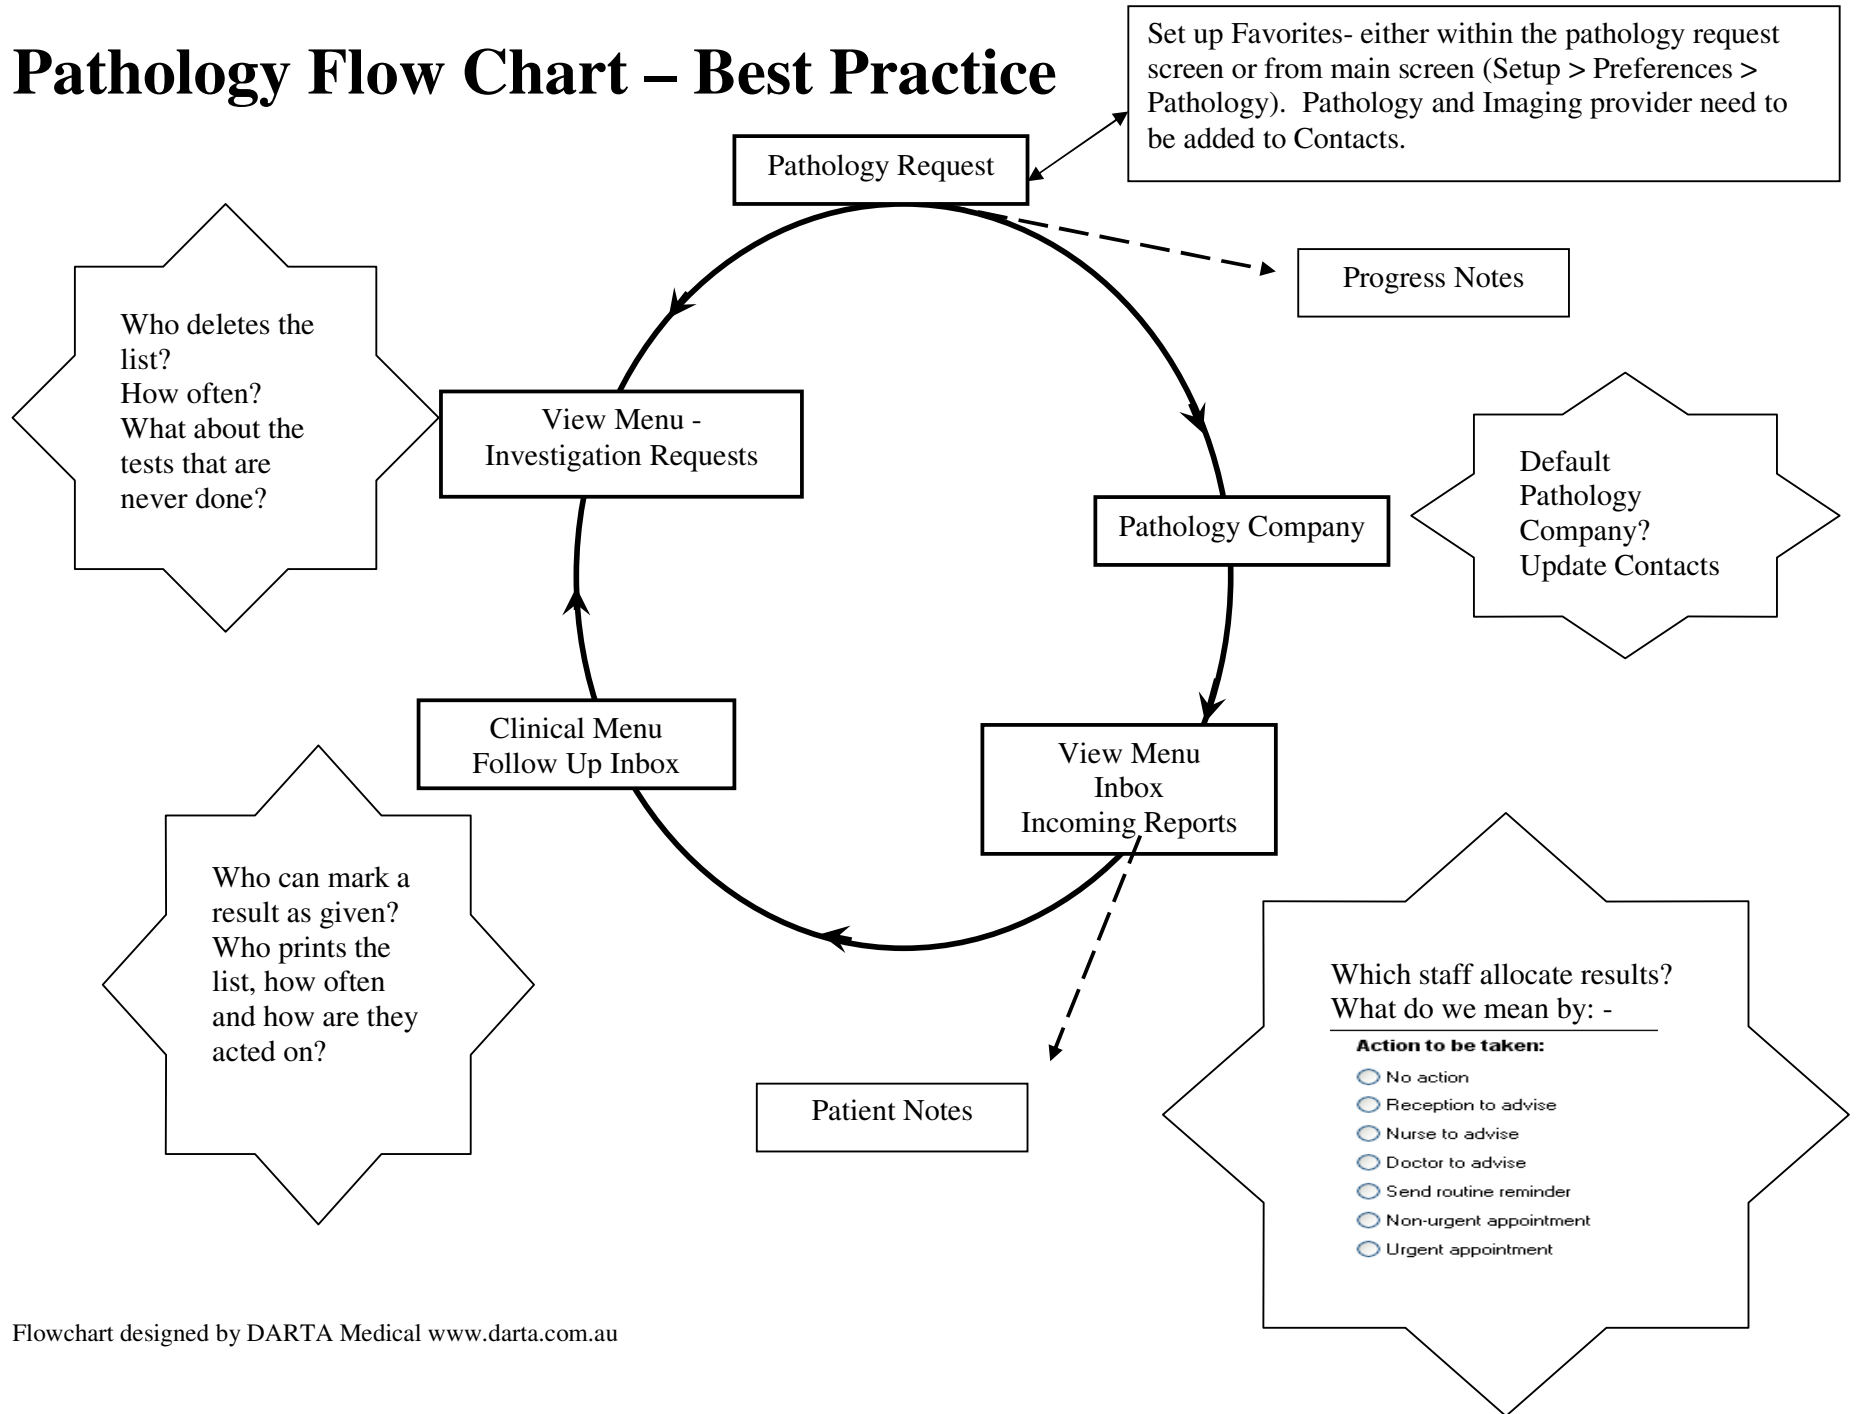 Pathology Flow Chart – Best Practice
Set up Favorites- either within the pathology request
screen or from main screen (Setup > Preferences >
Pathology).  Pathology and Imaging provider need to
be added to Contacts.
Pathology Request
Progress Notes
Who deletes the
list?
How often?
What about the
tests that are
never done?
View Menu -
Investigation Requests
Pathology Company
Default
Pathology
Company?
Update Contacts
Clinical Menu
Follow Up Inbox
View Menu
Inbox
Incoming Reports
Who can mark a
result as given?
Who prints the
list, how often
and how are they
acted on?
Patient Notes
Which staff allocate results?
What do we mean by: -
Action to be taken:
No action
Reception to advise
Nurse to advise
Doctor to advise
Send routine reminder
Non-urgent appointment
Urgent appointment
Flowchart designed by DARTA Medical www.darta.com.au